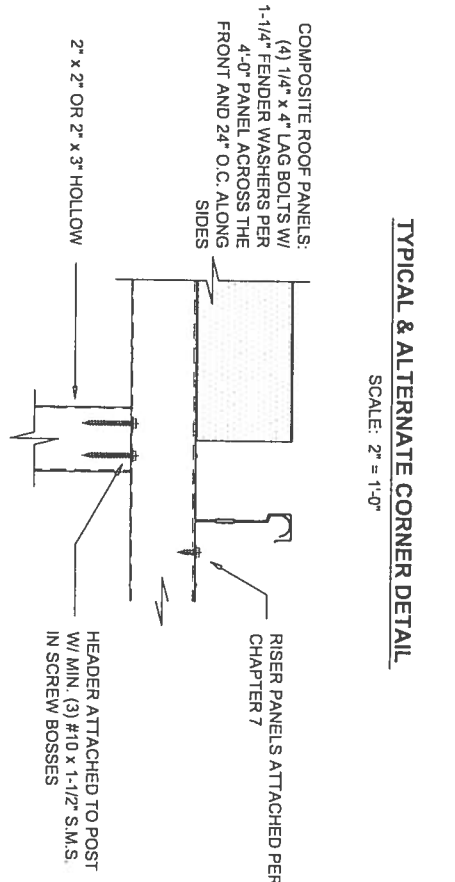 TYPICAL & ALTERNATE CORNER DETAIL
SCALE: 2" = 1'-0"
COMPOSITE ROOF PANELS:
(4) 1/4" x 4" LAG BOLTS W/
1-1/4" FENDER WASHERS PER
4'-0" PANEL ACROSS THE
FRONT AND 24" O.C. ALONG
SIDES
RISER PANELS ATTACHED PER
CHAPTER 7
2" x 2" OR 2" x 3" HOLLOW
HEADER ATTACHED TO POST
W/ MIN. (3) #10 x 1-1/2" S.M.S.
IN SCREW BOSSES